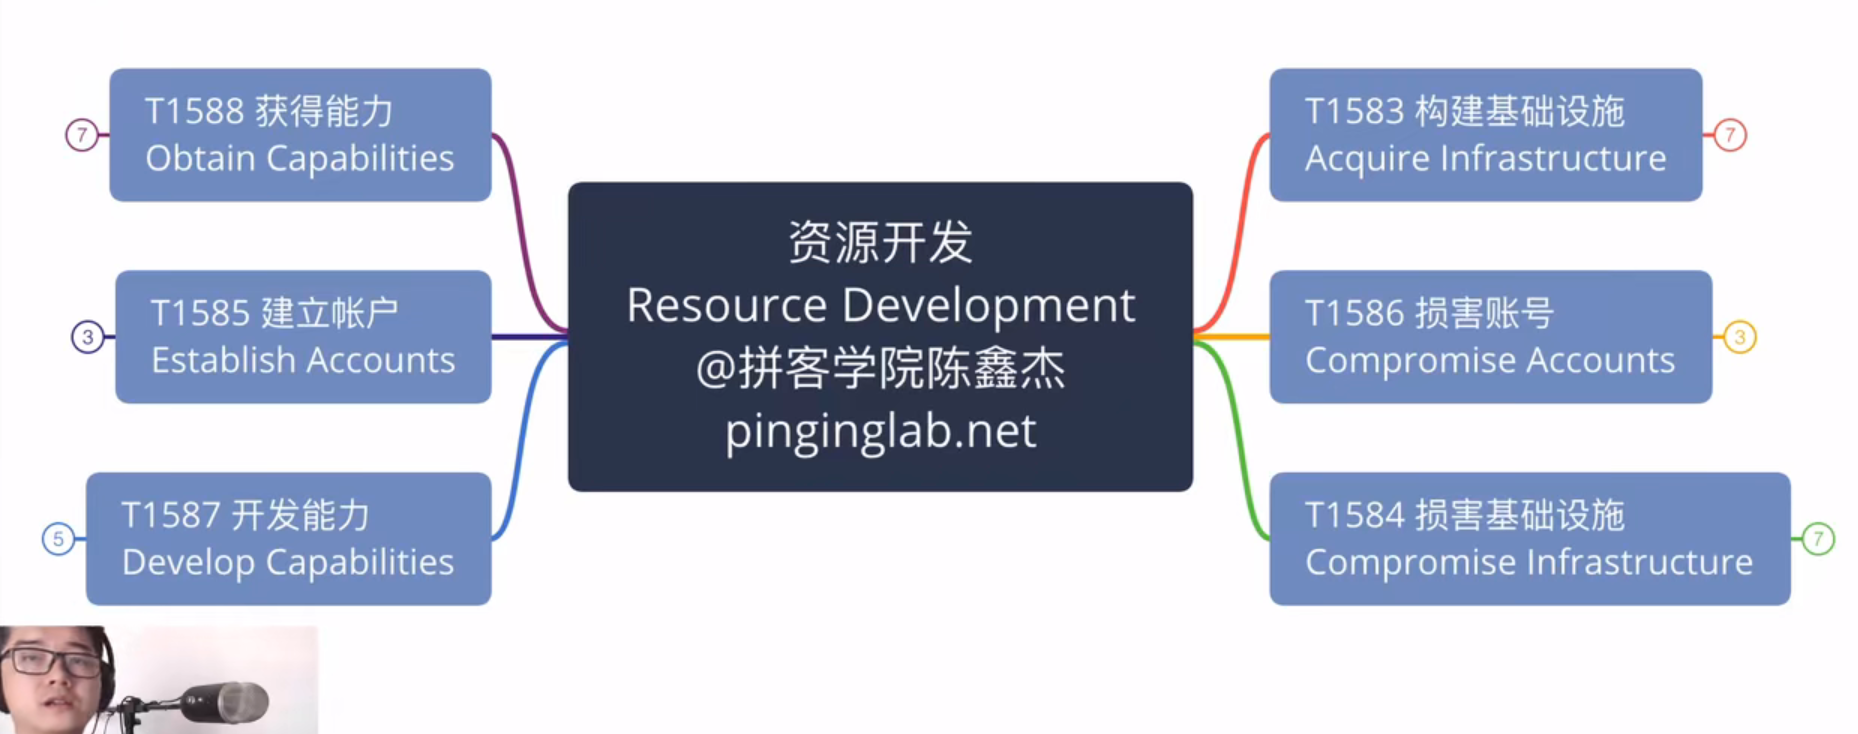 T1588 获得能力
Obtain Capabilities
7
T1585 建立帐户
Establish Accounts
3
T1587 开发能力
Develop Capabilities
5
资源开发
Resource Development
@拼客学院陈鑫杰
pinginglab.net
T1583 构建基础设施
Acquire Infrastructure
7
T1586 损害账号
Compromise Accounts
3
T1584 损害基础设施
Compromise Infrastructure
7